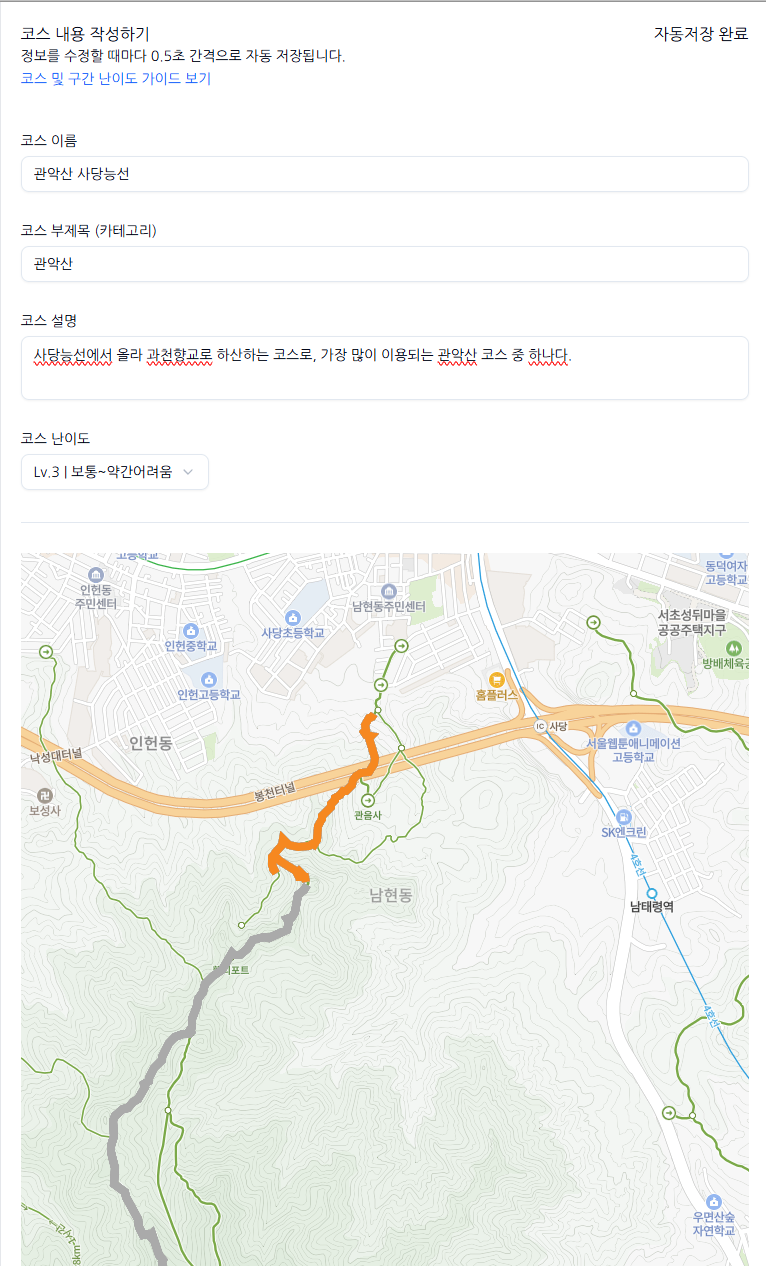 코스 내용 작성하기
자동저장 완료
정보를 수정할 때마다 0.5초 간격으로 자동 저장됩니다.
코스 및 구간 난이도 가이드 보기
코스 이름
관악산 사당능선
코스 부제목 (카테고리)
관악산
코스 설명
사당능선에서 올라 과천향교로 하산하는 코스로, 가장 많이 이용되는 관악산 코스 중 하나다.
코스 난이도
Lv.3 | 보통~약간어려움
고등학교
동덕여자
고등학교
인헌동
주민센터
남현동주민센터
서초성뒤마을
공공주택지구
사당초등학교
인헌중학교
방배체육공
인헌고등학교
홈플러스
IC 사당
인헌동
서울웹툰애니메이션
고등학교
낙성대터널
봉천터널
보성사
관음사
SK엔크린
4호선
남현동
남태령역
4호선
우면산숲
자연학교
8km